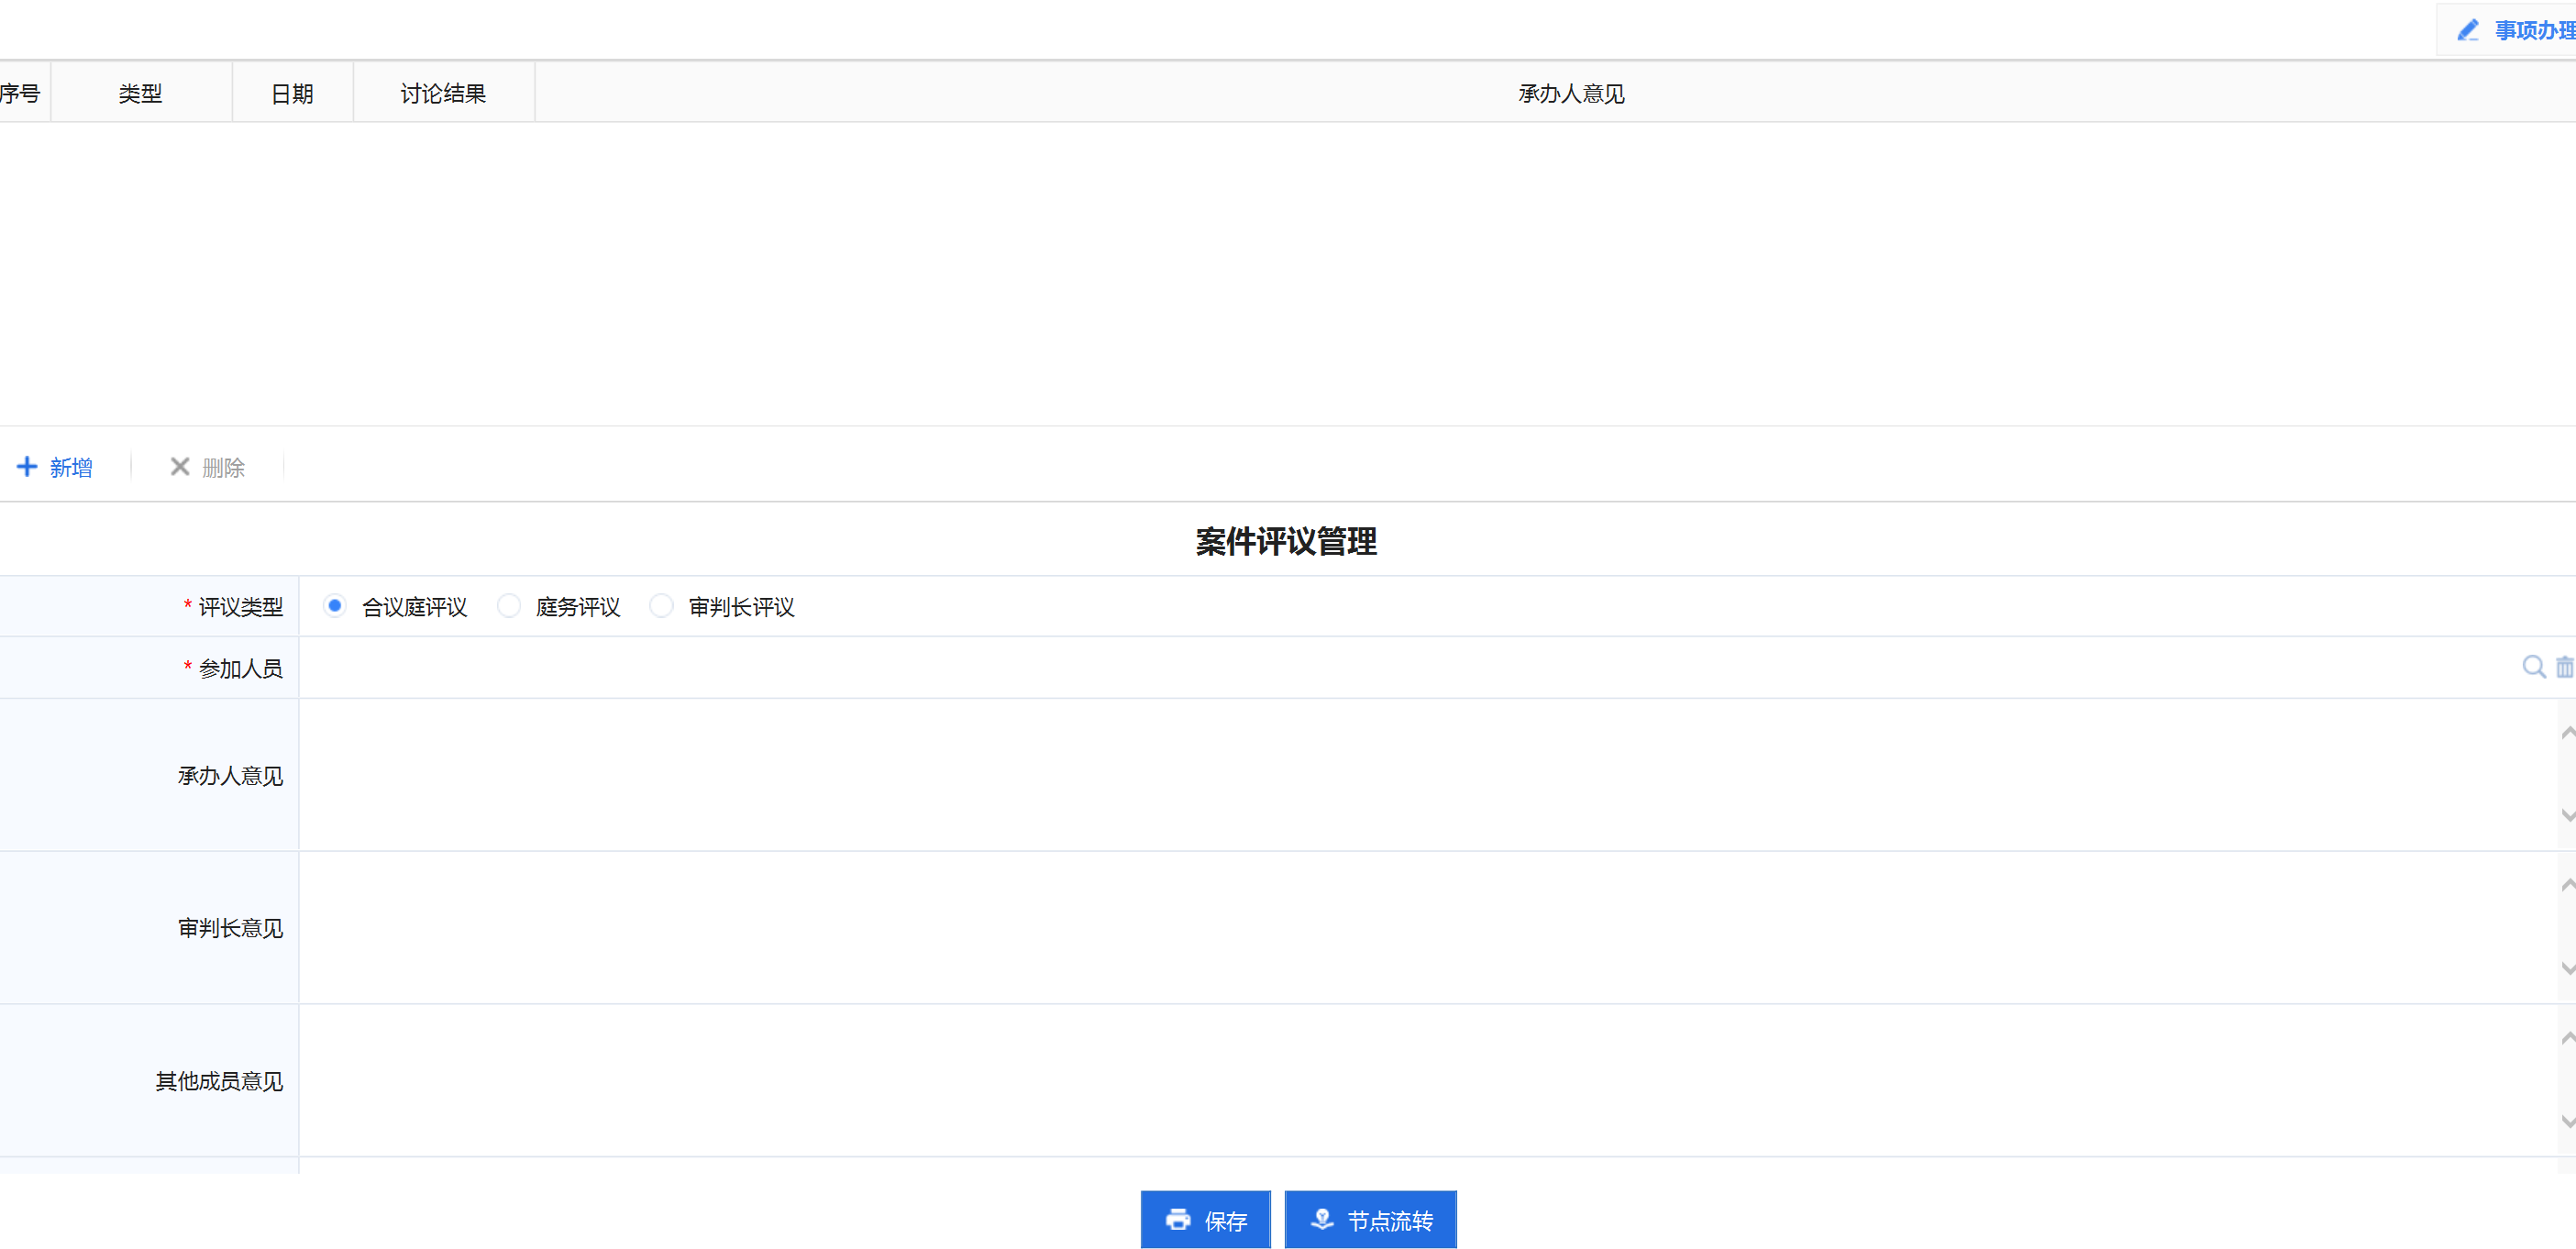 事项办理
序号 类型 日期 讨论结果 承办人意见
新增 删除
案件评议管理
* 评议类型 合议庭评议 庭务评议 审判长评议
* 参加人员
承办人意见
审判长意见
其他成员意见
保存 节点流转